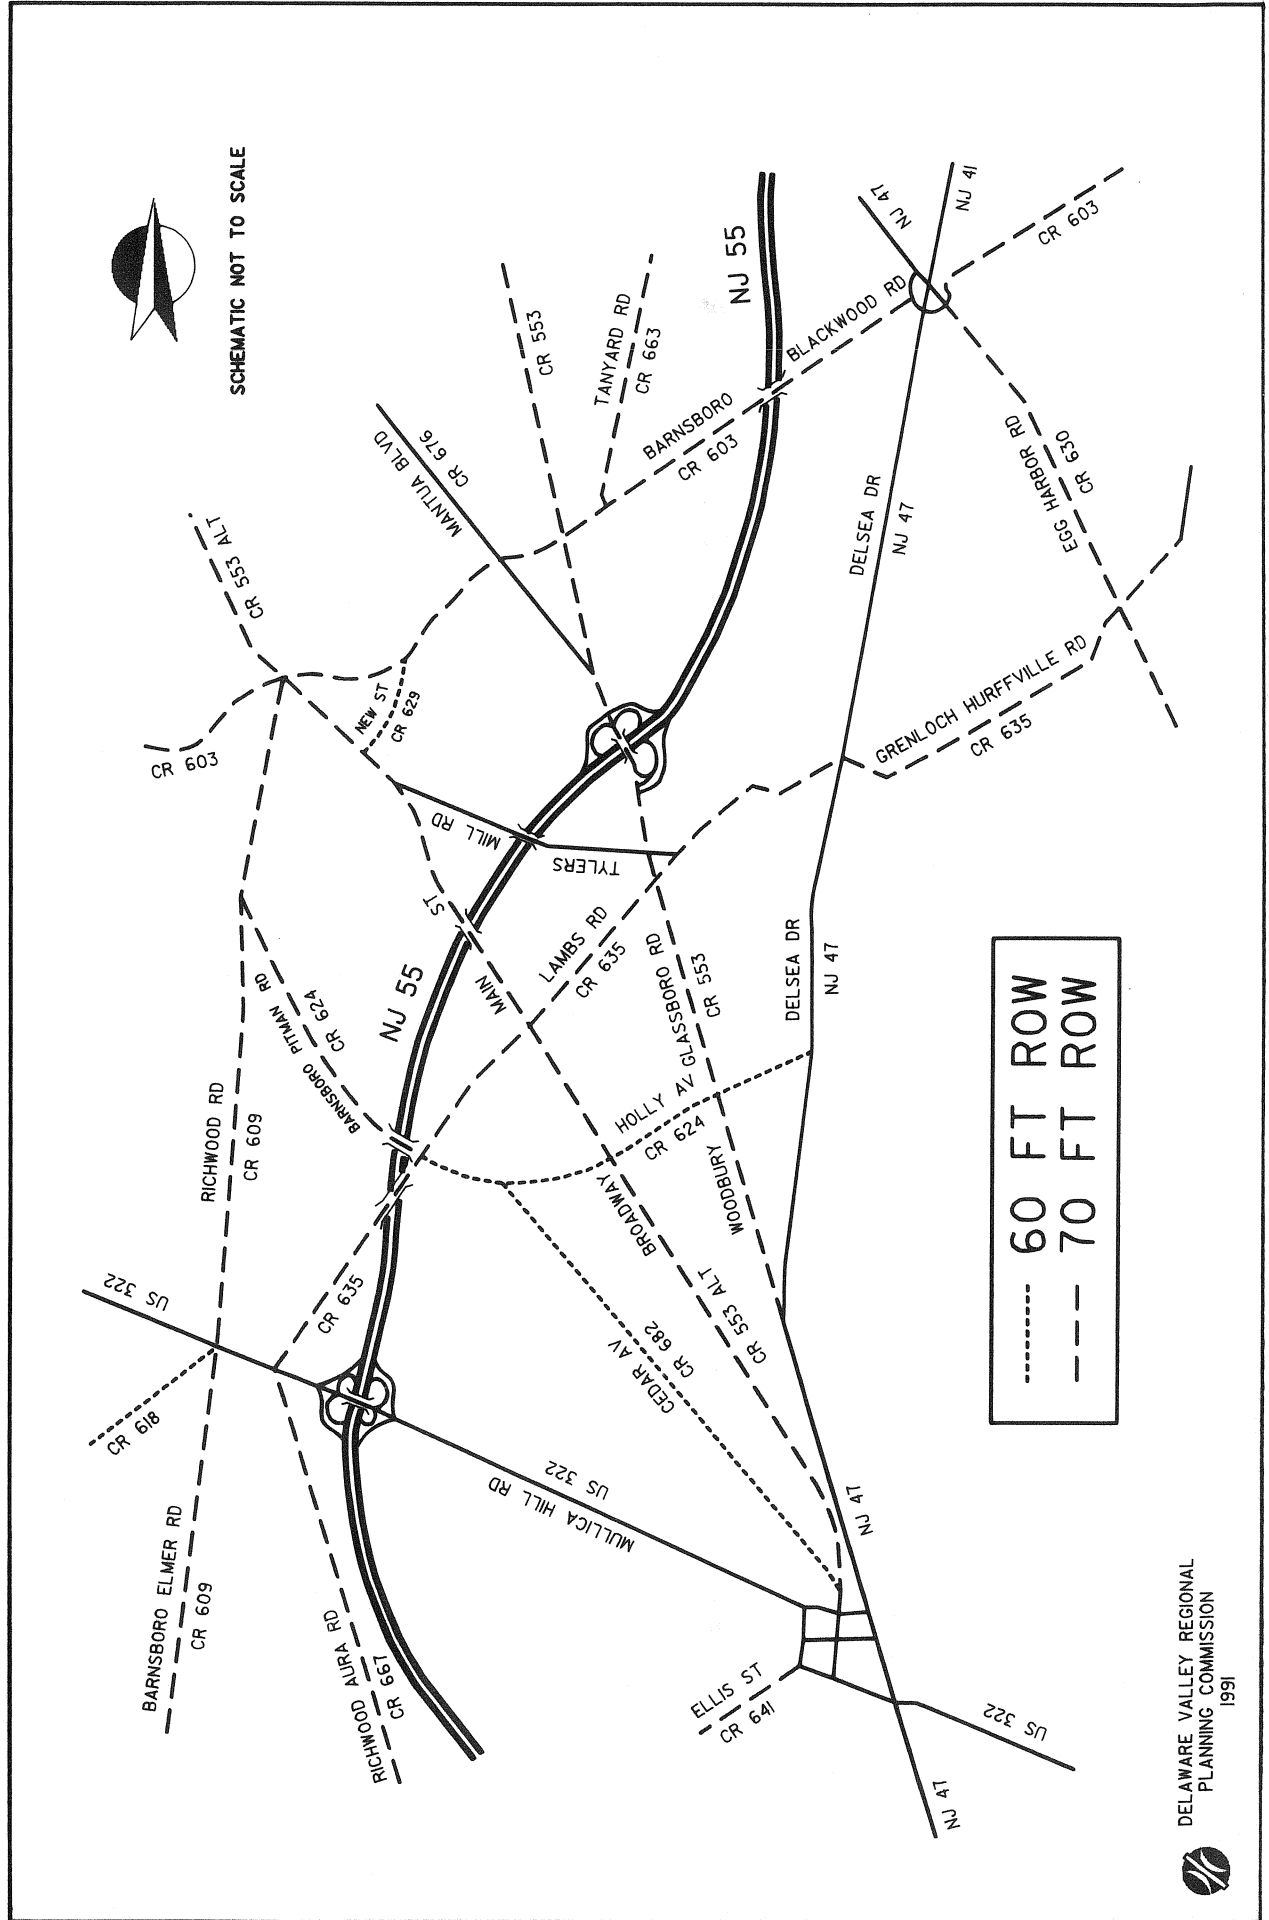 SCHEMATIC NOT TO SCALE
NJ 55
NJ 47
NJ 41
CR 603
CR 553
TANYARD RD
CR 663
BLACKWOOD RD
BARNSBORO
CR 603
CR 676
MANTUA BLVD
CR 553 ALT
EGG HARBOR RD
CR 630
DELSEA DR
NJ 47
NEW ST
CR 629
CR 603
GRENLOCH HURFFVILLE RD
CR 635
MILL RD
TYLERS
ST
MAIN
LAMBS RD
CR 635
NJ 55
BARNSBORO PITMAN RD
CR 624
WOODBURY GLASSBORO RD
CR 553
DELSEA DR
NJ 47
HOLLY AV
CR 624
RICHWOOD RD
CR 609
BROADWAY
CR 553 ALT
US 322
CR 635
CEDAR AV
CR 682
CR 618
MULLICA HILL RD
US 322
NJ 47
BARNSBORO ELMER RD
CR 609
RICHWOOD AURA RD
CR 667
ELLIS ST
CR 641
US 322
NJ 47
60 FT ROW
70 FT ROW
DELAWARE VALLEY REGIONAL
PLANNING COMMISSION
1991